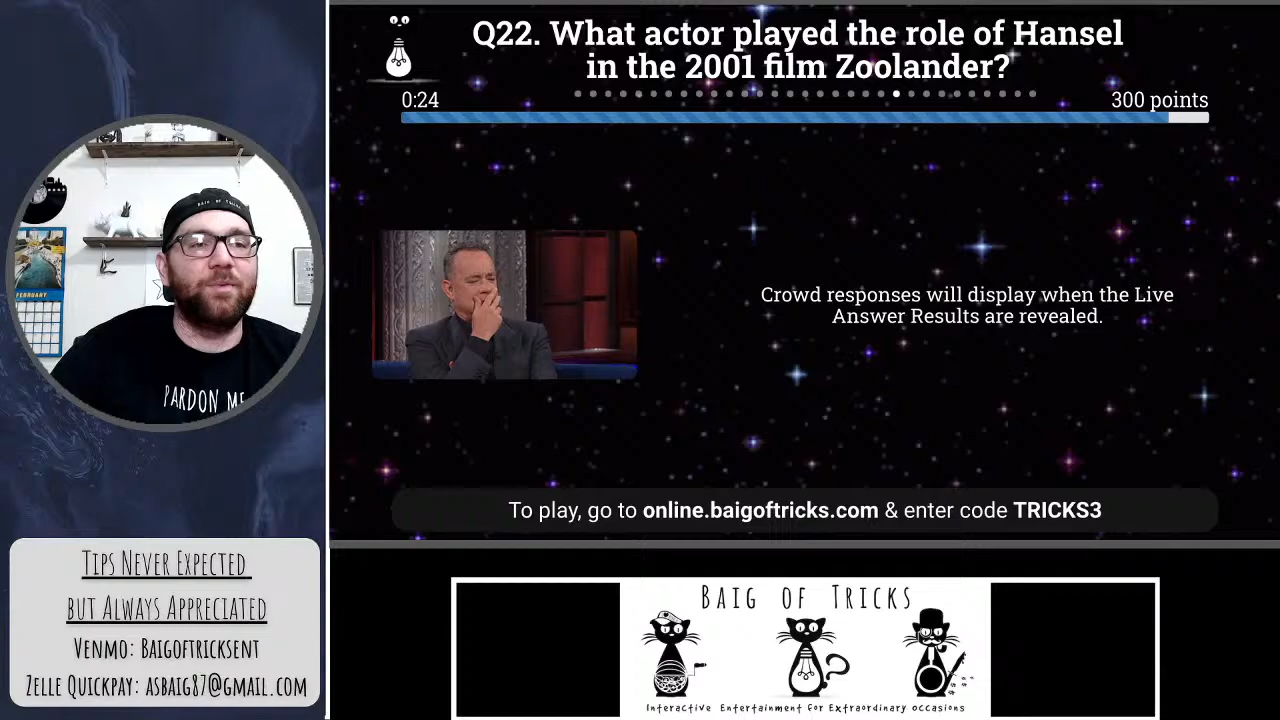 Q22. What actor played the role of Hansel
in the 2001 film Zoolander?
0:24
300 points
Crowd responses will display when the Live
Answer Results are revealed.
To play, go to online.baigoftricks.com & enter code TRICKS3
BAIG OF TRICKS
FEBRUARY
PARDON ME
TIPS NEVER EXPECTED
BUT ALWAYS APPRECIATED
VENMO: BAIGOFTRICKSENT
ZELLE QUICKPAY: ASBAIG87@GMAIL.COM
BAIG OF TRICKS
Interactive Entertainment for Extraordinary Occasions